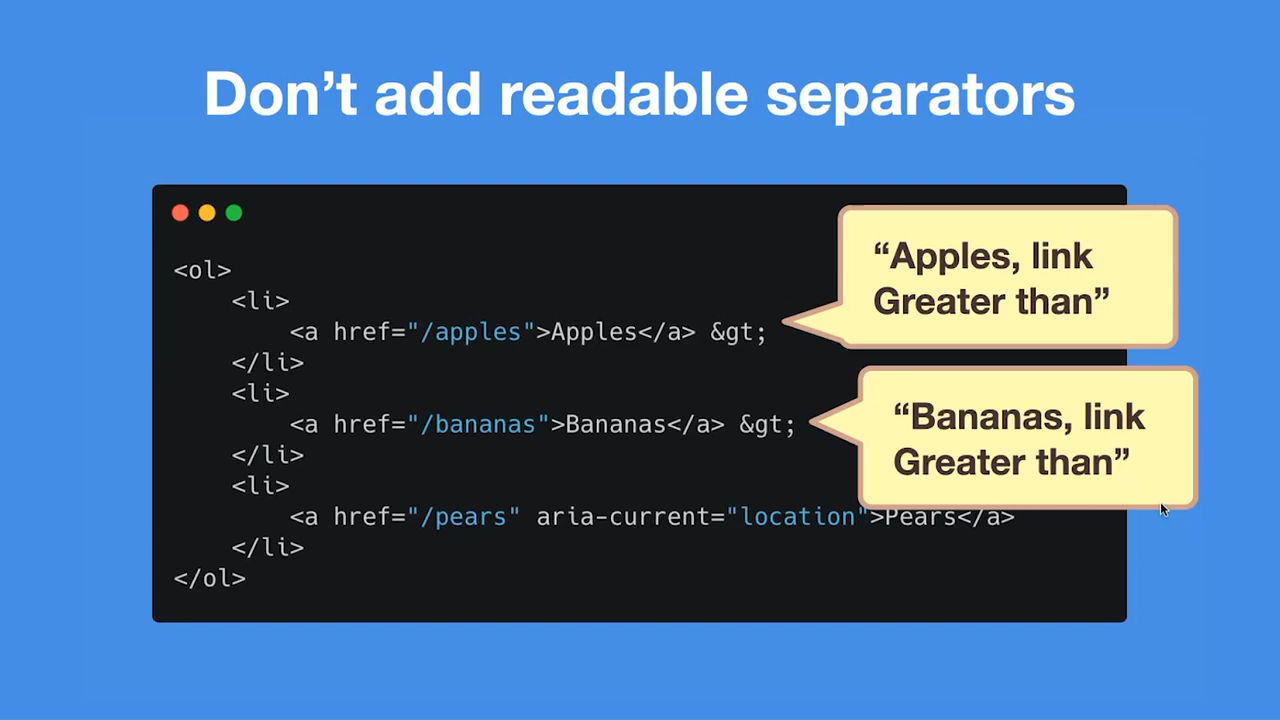 Don’t add readable separators
<ol>
<li>
<a href="/apples">Apples</a> &gt;
</li>
<li>
<a href="/bananas">Bananas</a> &gt;
</li>
<li>
<a href="/pears" aria-current="location">Pears</a>
</li>
</ol>
“Apples, link
Greater than”
“Bananas, link
Greater than”